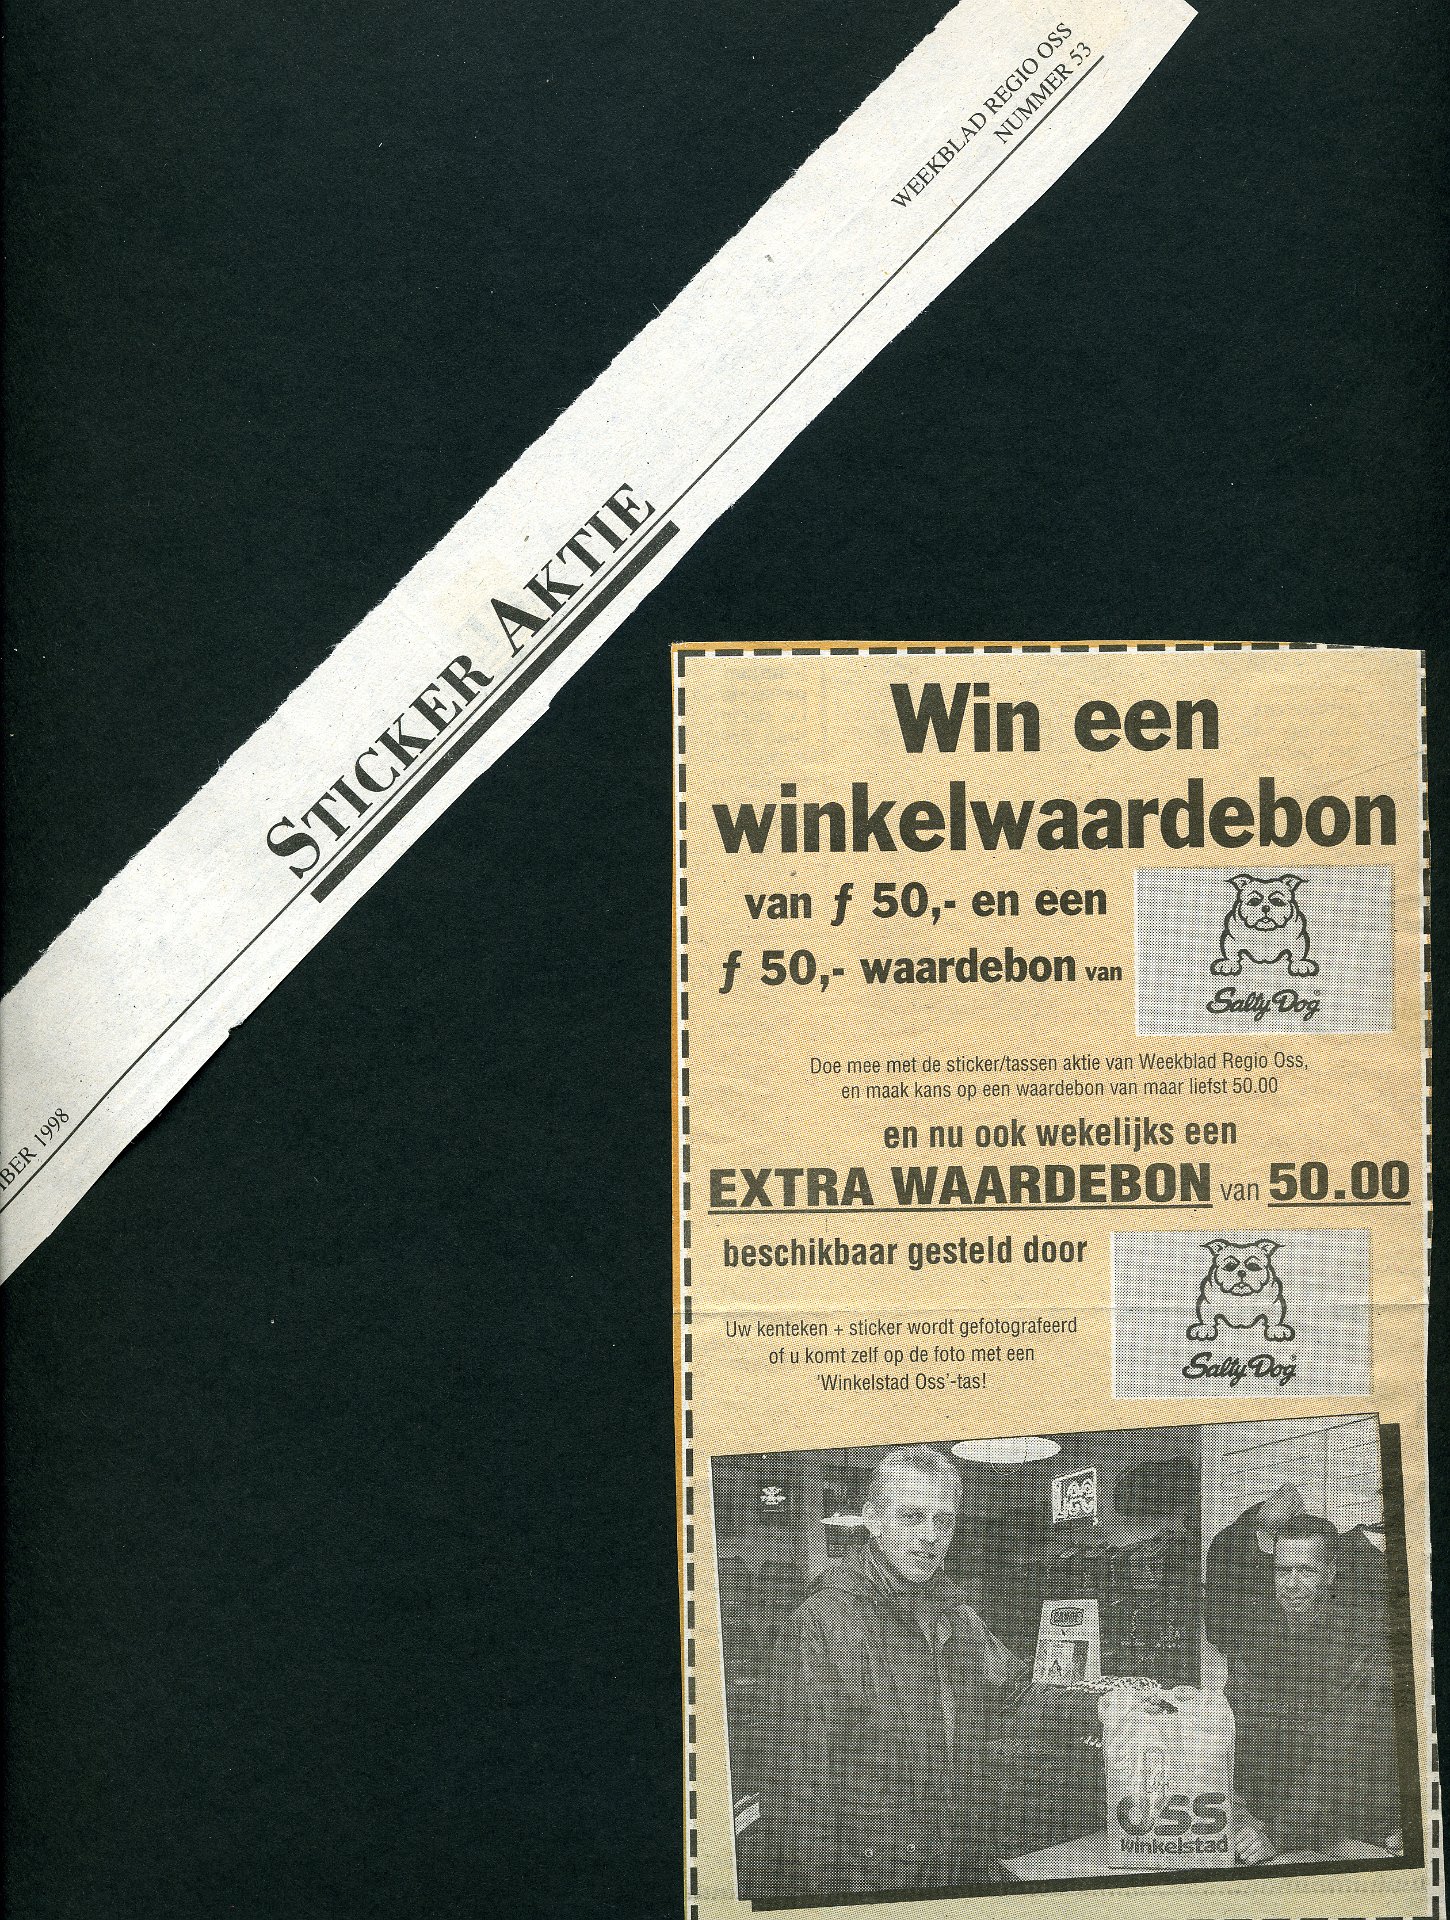 WEEKBLAD REGIO OSS
NUMMER 53
STICKER AKTIE
BER 1998
Win een
winkelwaardebon
van ƒ 50,- en een
ƒ 50,- waardebon van
Salty Dog
Doe mee met de sticker/tassen aktie van Weekblad Regio Oss,
en maak kans op een waardebon van maar liefst 50.00
en nu ook wekelijks een
EXTRA WAARDEBON van 50.00
beschikbaar gesteld door
Salty Dog
Uw kenteken + sticker wordt gefotografeerd
of u komt zelf op de foto met een
'Winkelstad Oss'-tas!
Lee
OSS
winkelstad